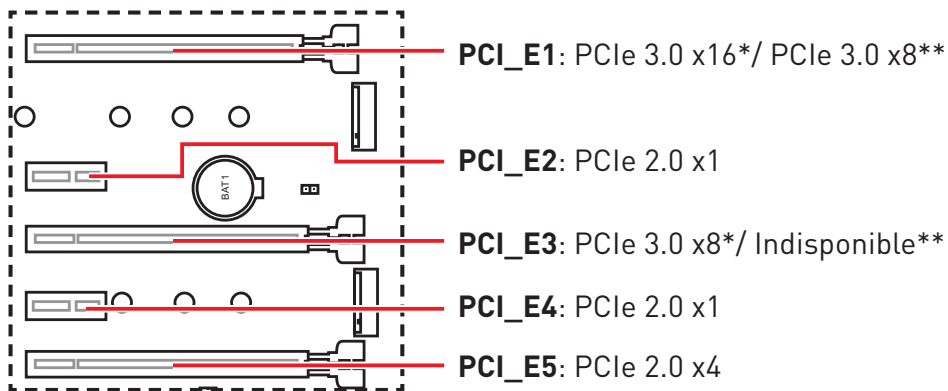 PCI_E1: PCIe 3.0 x16*/ PCIe 3.0 x8**
PCI_E2: PCIe 2.0 x1
BAT1
PCI_E3: PCIe 3.0 x8*/ Indisponible**
PCI_E4: PCIe 2.0 x1
PCI_E5: PCIe 2.0 x4